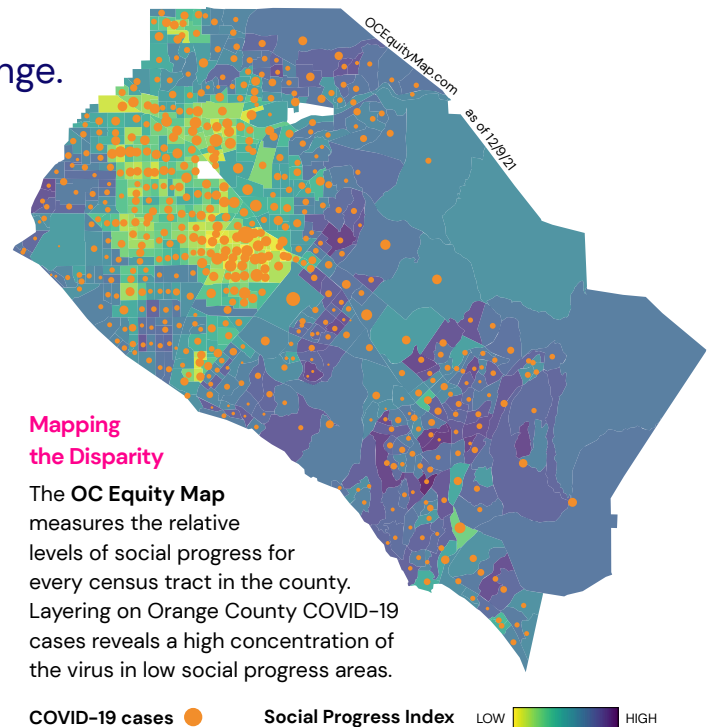 nge.
OCEquityMap.com
as of 12/9/21
Mapping
the Disparity
The OC Equity Map
measures the relative
levels of social progress for
every census tract in the county.
Layering on Orange County COVID-19
cases reveals a high concentration of
the virus in low social progress areas.
COVID-19 cases
Social Progress Index LOW HIGH